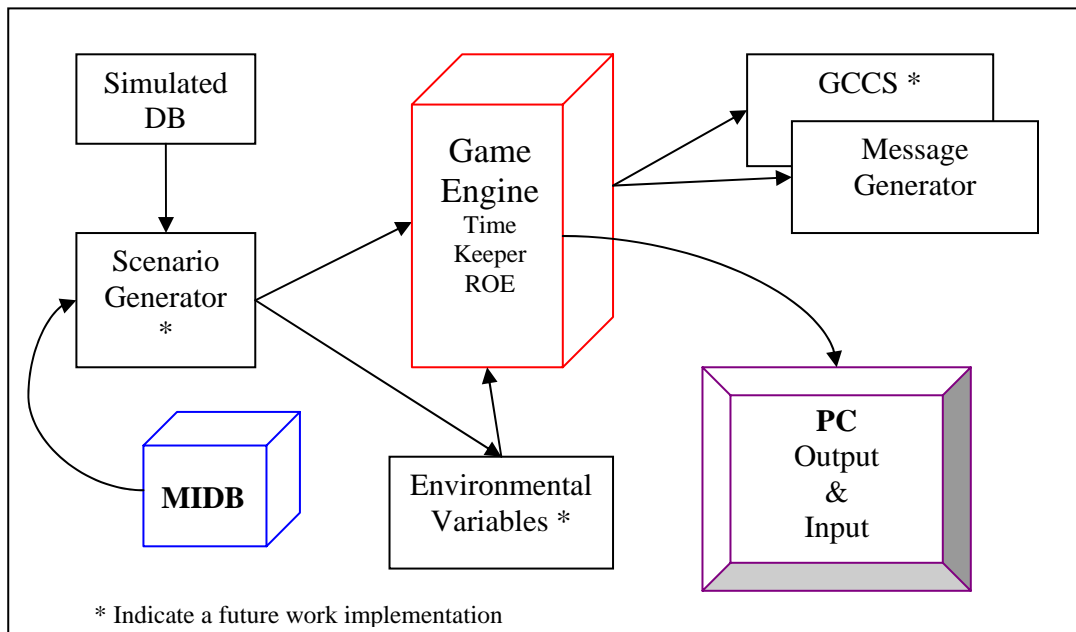 Simulated
DB
Scenario
Generator
*
MIDB
Game
Engine
Time
Keeper
ROE
Environmental
Variables *
GCCS *
Message
Generator
PC
Output
&
Input
* Indicate a future work implementation